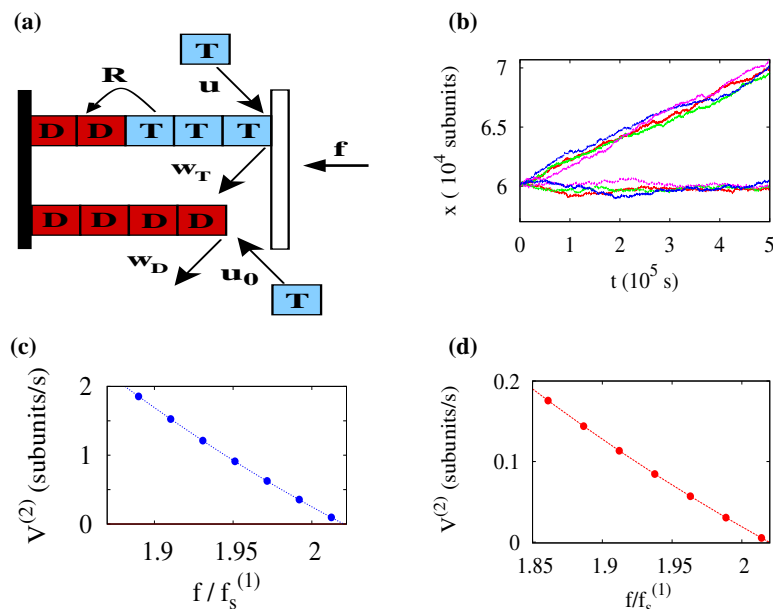 (a)
T
R
u
D D T T T
w_T
f
D D D D
w_D
u_0
T
(b)
x ( 10^4 subunits)
7
6.5
6
0 1 2 3 4 5
t (10^5 s)
(c)
V^(2) (subunits/s)
2
1
0
1.9 1.95 2
f / f_s^(1)
(d)
V^(2) (subunits/s)
0.2
0.1
0
1.85 1.9 1.95 2
f/f_s^(1)